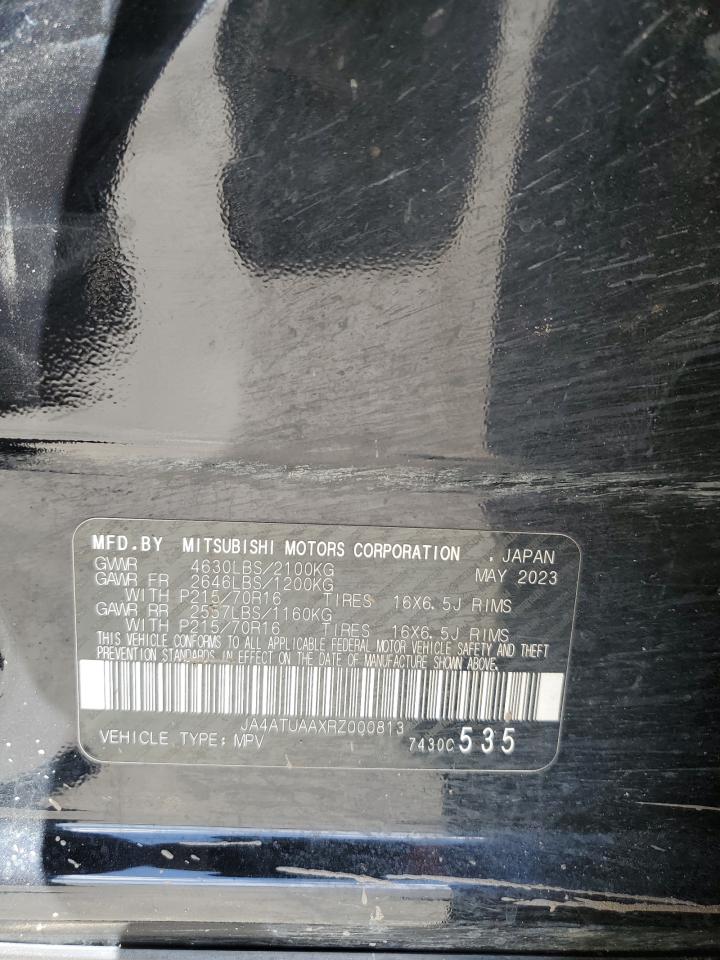 MFD.BY MITSUBISHI MOTORS CORPORATION , JAPAN
GVWR 4630LBS/2100KG MAY 2023
GAWR FR 2646LBS/1200KG
WITH P215/70R16 TIRES 16X6.5J RIMS
GAWR RR 2557LBS/1160KG
WITH P215/70R16 TIRES 16X6.5J RIMS
THIS VEHICLE CONFORMS TO ALL APPLICABLE FEDERAL MOTOR VEHICLE SAFETY AND THEFT
PREVENTION STANDARDS IN EFFECT ON THE DATE OF MANUFACTURE SHOWN ABOVE.
JA4ATUAAXRZ000813
VEHICLE TYPE; MPV 7430C 535